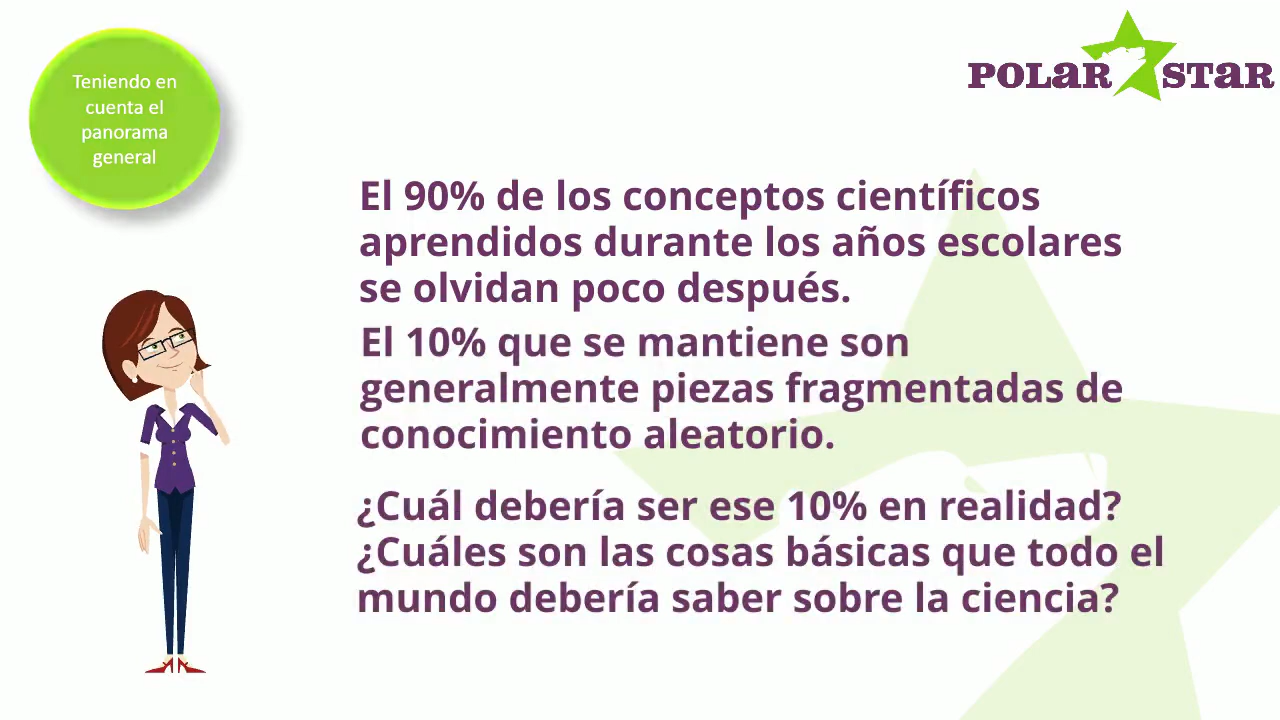 Teniendo en
cuenta el
panorama
general
POLAR STAR
El 90% de los conceptos científicos
aprendidos durante los años escolares
se olvidan poco después.
El 10% que se mantiene son
generalmente piezas fragmentadas de
conocimiento aleatorio.
¿Cuál debería ser ese 10% en realidad?
¿Cuáles son las cosas básicas que todo el
mundo debería saber sobre la ciencia?